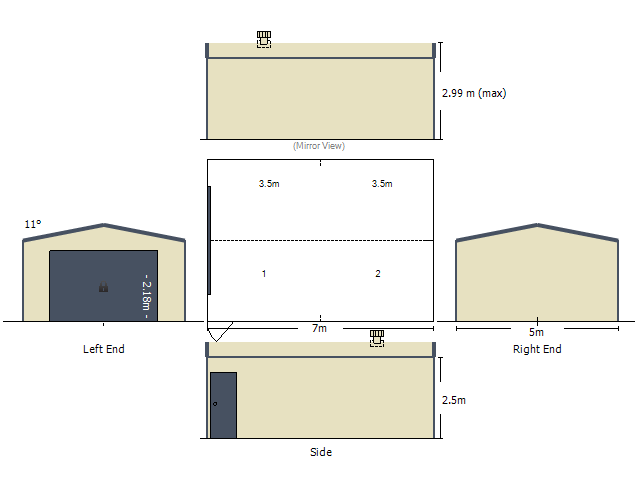 2.99 m (max)
(Mirror View)
3.5m
3.5m
11°
- 2.18m -
1
2
7m
5m
Left End
Right End
2.5m
Side